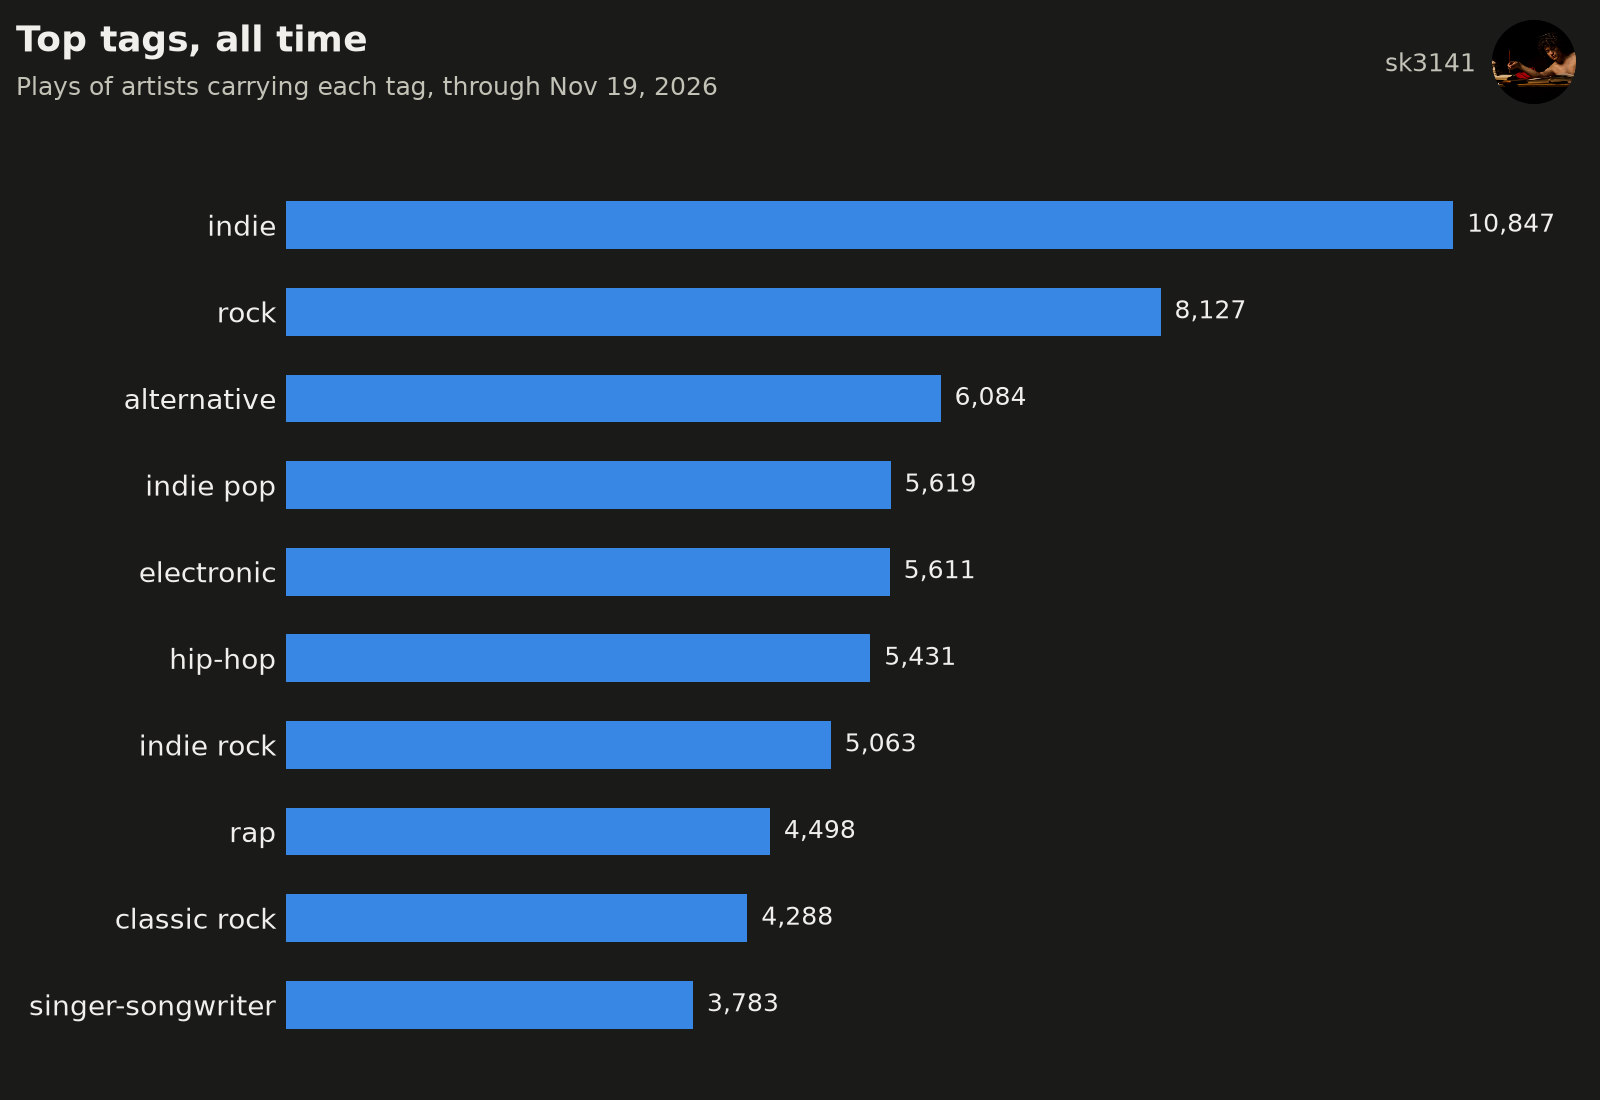 Top tags, all time
Plays of artists carrying each tag, through Nov 19, 2026
sk3141
indie 10,847
rock 8,127
alternative 6,084
indie pop 5,619
electronic 5,611
hip-hop 5,431
indie rock 5,063
rap 4,498
classic rock 4,288
singer-songwriter 3,783